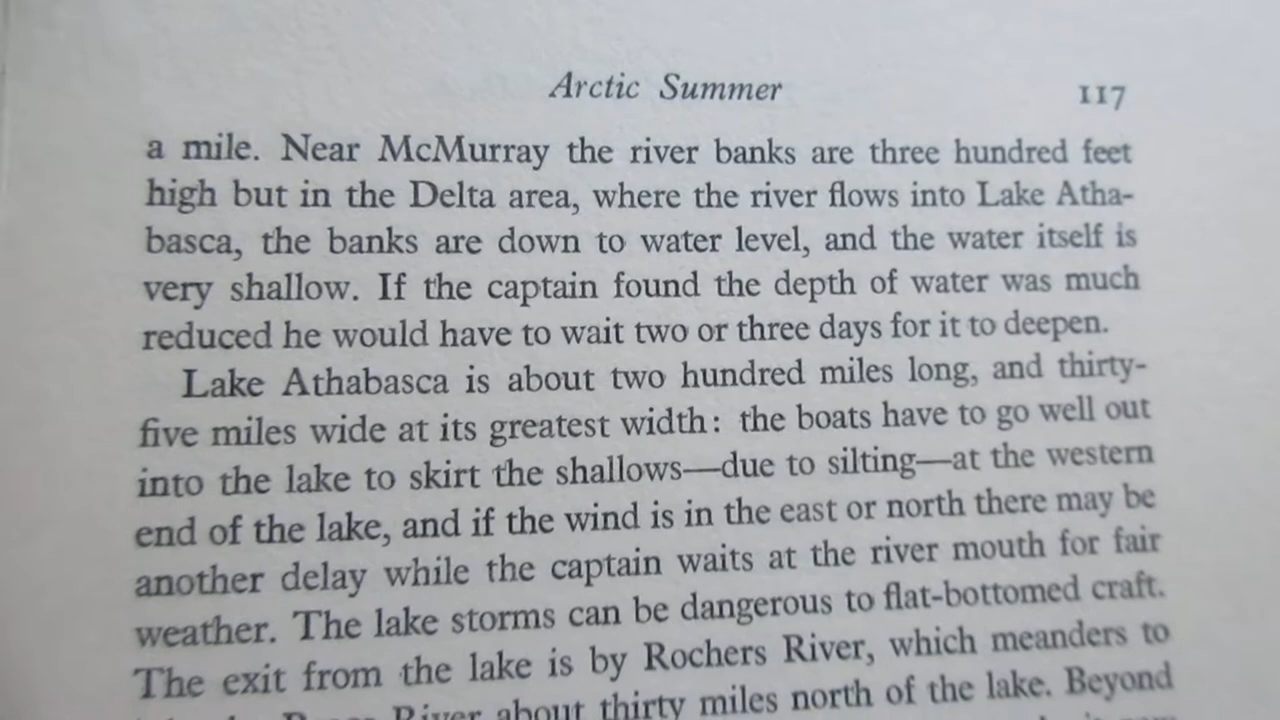 Arctic Summer 117
a mile. Near McMurray the river banks are three hundred feet
high but in the Delta area, where the river flows into Lake Atha-
basca, the banks are down to water level, and the water itself is
very shallow. If the captain found the depth of water was much
reduced he would have to wait two or three days for it to deepen.
Lake Athabasca is about two hundred miles long, and thirty-
five miles wide at its greatest width: the boats have to go well out
into the lake to skirt the shallows—due to silting—at the western
end of the lake, and if the wind is in the east or north there may be
another delay while the captain waits at the river mouth for fair
weather. The lake storms can be dangerous to flat-bottomed craft.
The exit from the lake is by Rochers River, which meanders to
River about thirty miles north of the lake. Beyond